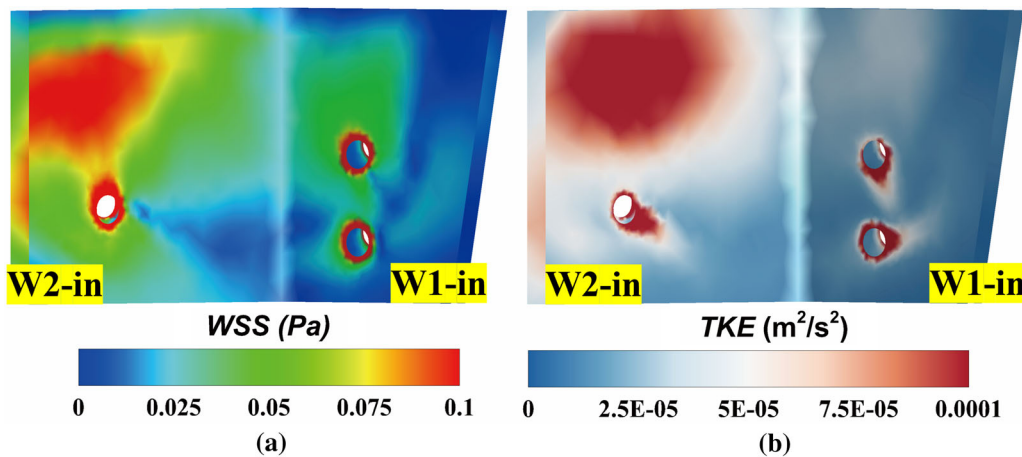 W2-in
W1-in
WSS (Pa)
0 0.025 0.05 0.075 0.1
(a)
W2-in
W1-in
TKE (m²/s²)
0 2.5E-05 5E-05 7.5E-05 0.0001
(b)